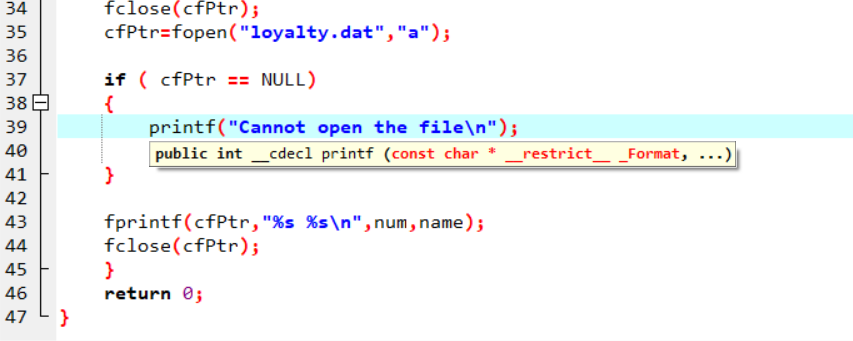 34 fclose(cfPtr);
35 cfPtr=fopen("loyalty.dat","a");
36
37 if ( cfPtr == NULL)
38 {
39 printf("Cannot open the file\n");
40 public int __cdecl printf (const char * __restrict__ _Format, ...)
41 }
42
43 fprintf(cfPtr,"%s %s\n",num,name);
44 fclose(cfPtr);
45 }
46 return 0;
47 }